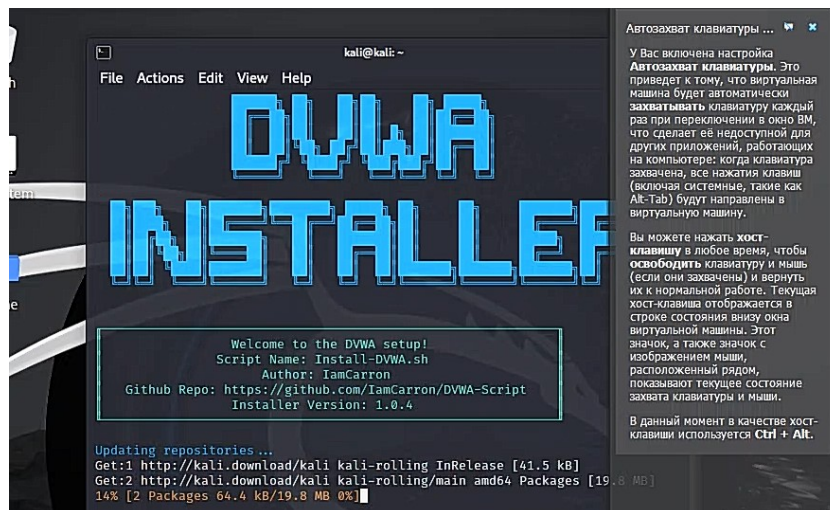 kali@kali: ~
File Actions Edit View Help
DVWA
INSTALLER
Welcome to the DVWA setup!
Script Name: Install-DVWA.sh
Author: IamCarron
Github Repo: https://github.com/IamCarron/DVWA-Script
Installer Version: 1.0.4
Updating repositories...
Get:1 http://kali.download/kali kali-rolling InRelease [41.5 kB]
Get:2 http://kali.download/kali kali-rolling/main amd64 Packages [19.8 MB]
14% [2 Packages 64.4 kB/19.8 MB 0%]
Автозахват клавиатуры ...
У Вас включена настройка
Автозахват клавиатуры. Это
приведет к тому, что виртуальная
машина будет автоматически
захватывать клавиатуру каждый
раз при переключении в окно ВМ,
что сделает её недоступной для
других приложений, работающих
на компьютере: когда клавиатура
захвачена, все нажатия клавиш
(включая системные, такие как
Alt-Tab) будут направлены в
виртуальную машину.
Вы можете нажать хост-
клавишу в любое время, чтобы
освободить клавиатуру и мышь
(если они захвачены) и вернуть
их к нормальной работе. Текущая
хост-клавиша отображается в
строке состояния внизу окна
виртуальной машины. Этот
значок, а также значок с
изображением мыши,
расположенный рядом,
показывают текущее состояние
захвата клавиатуры и мыши.
В данный момент в качестве хост-
клавиши используется Ctrl + Alt.